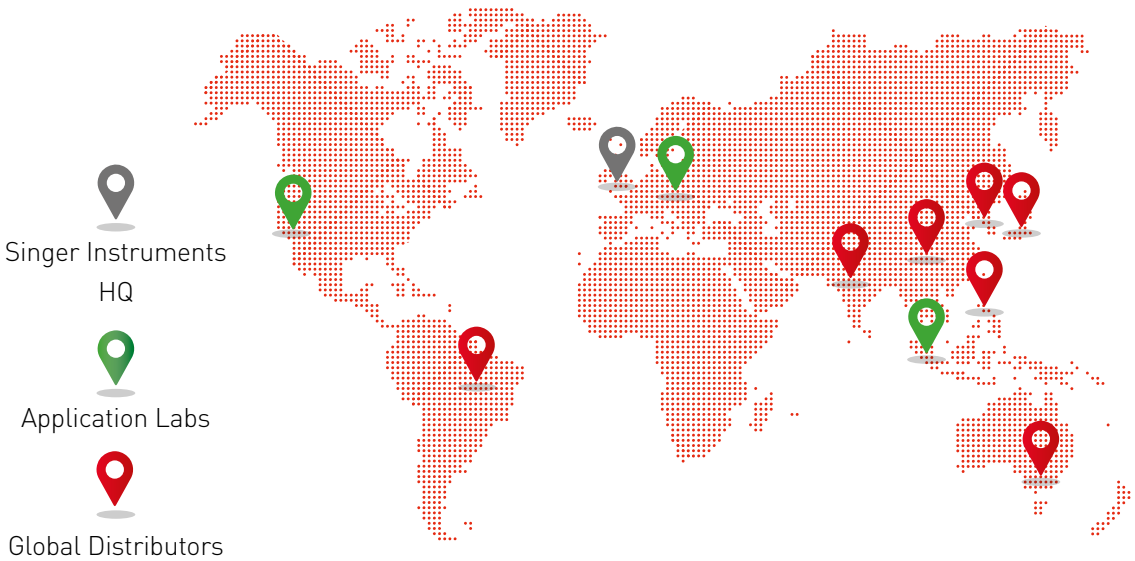 Singer Instruments
HQ
Application Labs
Global Distributors